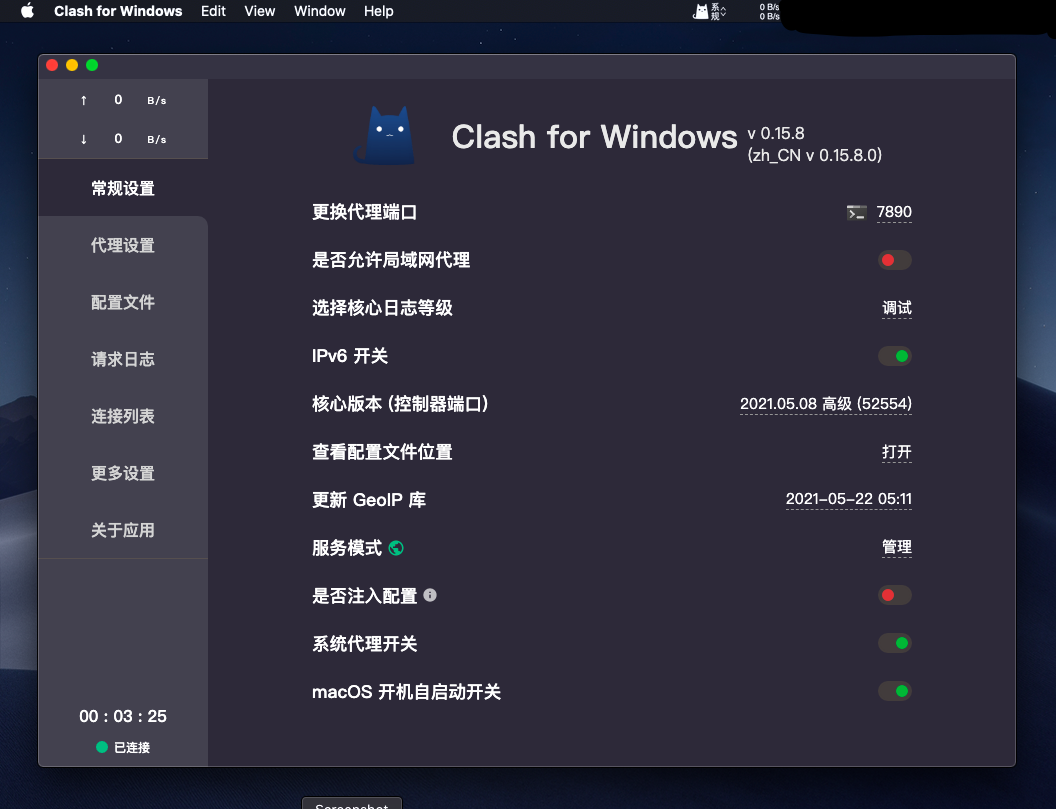 Clash for Windows Edit View Window Help 系 0 B/s
规 0 B/s
↑ 0 B/s
↓ 0 B/s
常规设置
代理设置
配置文件
请求日志
连接列表
更多设置
关于应用
00 : 03 : 25
已连接
Clash for Windows v 0.15.8
(zh_CN v 0.15.8.0)
更换代理端口 7890
是否允许局域网代理
选择核心日志等级 调试
IPv6 开关
核心版本 (控制器端口) 2021.05.08 高级 (52554)
查看配置文件位置 打开
更新 GeoIP 库 2021-05-22 05:11
服务模式 管理
是否注入配置
系统代理开关
macOS 开机自启动开关
Screenshot